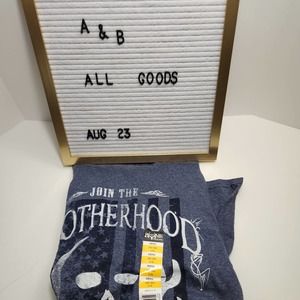 A & B
ALL GOODS
AUG 23
JOIN THE
OTHERHOOD